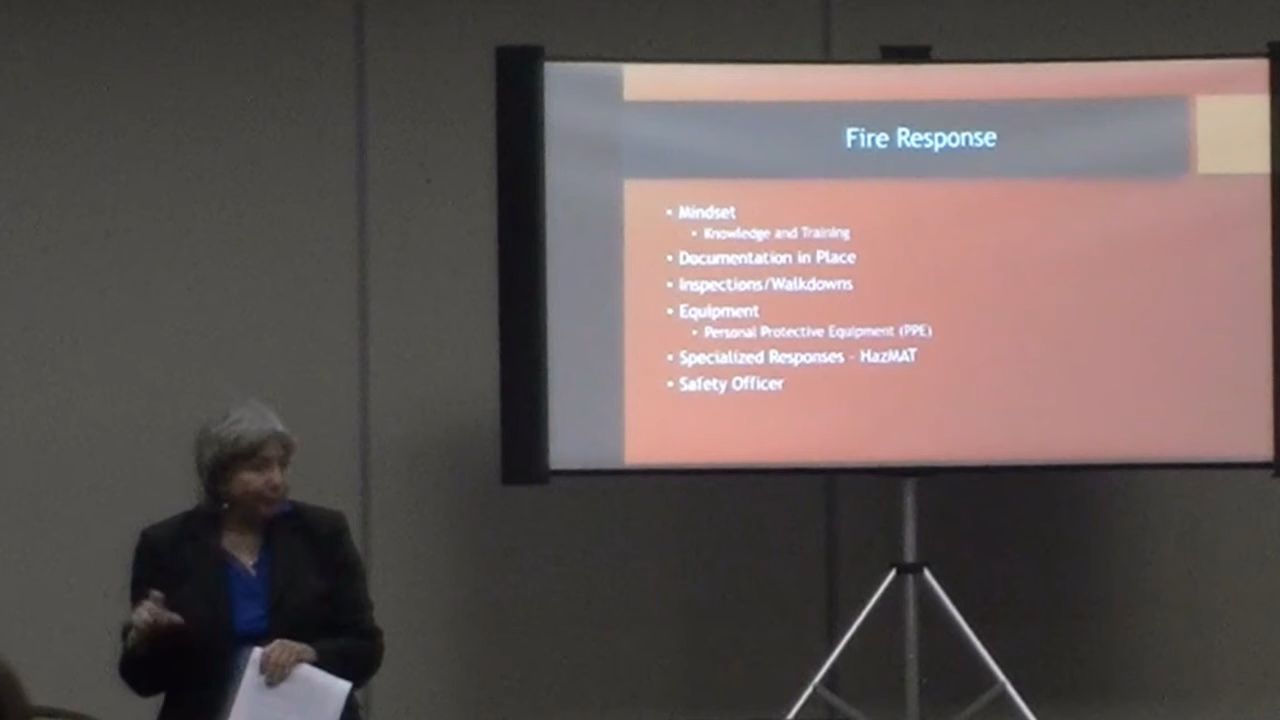 Fire Response
• Mindset
• Knowledge and Training
• Documentation in Place
• Inspections/Walkdowns
• Equipment
• Personal Protective Equipment (PPE)
• Specialized Responses - HazMAT
• Safety Officer